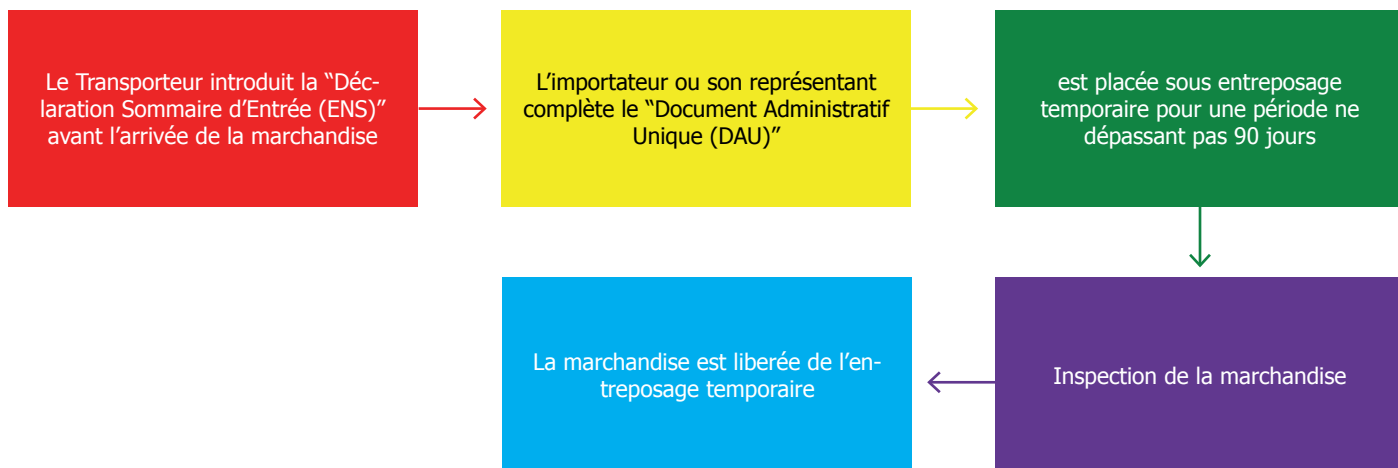 Le Transporteur introduit la “Déc-
laration Sommaire d’Entrée (ENS)”
avant l’arrivée de la marchandise
L’importateur ou son représentant
complète le “Document Administratif
Unique (DAU)”
est placée sous entreposage
temporaire pour une période ne
dépassant pas 90 jours
La marchandise est liberée de l’en-
treposage temporaire
Inspection de la marchandise